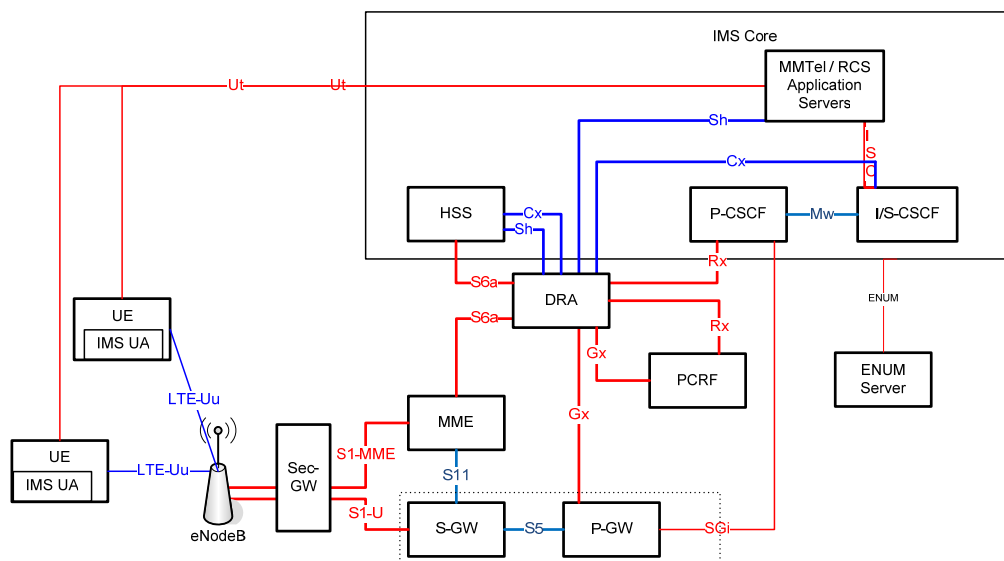 IMS Core
MMTel / RCS
Application
Servers
Ut
Ut
Sh
ISC
Cx
HSS
Cx
Sh
P-CSCF
Mw
I/S-CSCF
S6a
Rx
DRA
ENUM
UE
IMS UA
S6a
Rx
Gx
PCRF
ENUM
Server
LTE-Uu
Gx
MME
UE
IMS UA
LTE-Uu
Sec-
GW
S1-MME
S11
S1-U
eNodeB
S-GW
S5
P-GW
SGi